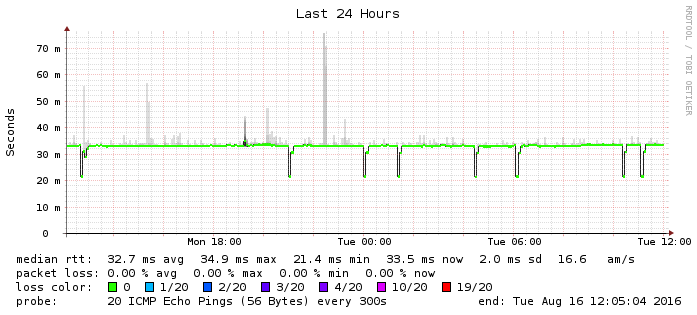 Last 24 Hours
RRDTOOL / TOBI OETIKER
Seconds
70 m
60 m
50 m
40 m
30 m
20 m
10 m
0
Mon 18:00 Tue 00:00 Tue 06:00 Tue 12:00
median rtt: 32.7 ms avg 34.9 ms max 21.4 ms min 33.5 ms now 2.0 ms sd 16.6 am/s
packet loss: 0.00 % avg 0.00 % max 0.00 % min 0.00 % now
loss color: 0 1/20 2/20 3/20 4/20 10/20 19/20
probe: 20 ICMP Echo Pings (56 Bytes) every 300s end: Tue Aug 16 12:05:04 2016